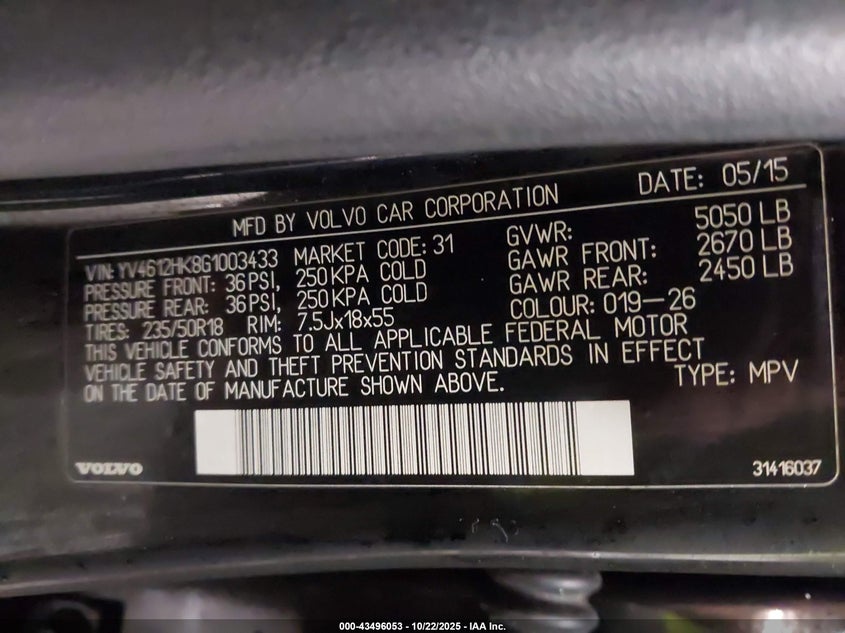 MFD BY VOLVO CAR CORPORATION DATE: 05/15
VIN: YV4612HK8G1003433 MARKET CODE: 31 GVWR: 5050 LB
PRESSURE FRONT: 36 PSI, 250 KPA COLD GAWR FRONT: 2670 LB
PRESSURE REAR: 36 PSI, 250 KPA COLD GAWR REAR: 2450 LB
TIRES: 235/50R18 RIM: 7.5Jx18x55 COLOUR: 019-26
THIS VEHICLE CONFORMS TO ALL APPLICABLE FEDERAL MOTOR
VEHICLE SAFETY AND THEFT PREVENTION STANDARDS IN EFFECT
ON THE DATE OF MANUFACTURE SHOWN ABOVE. TYPE: MPV
VOLVO 31416037
000-43496053 - 10/22/2025 - IAA Inc.